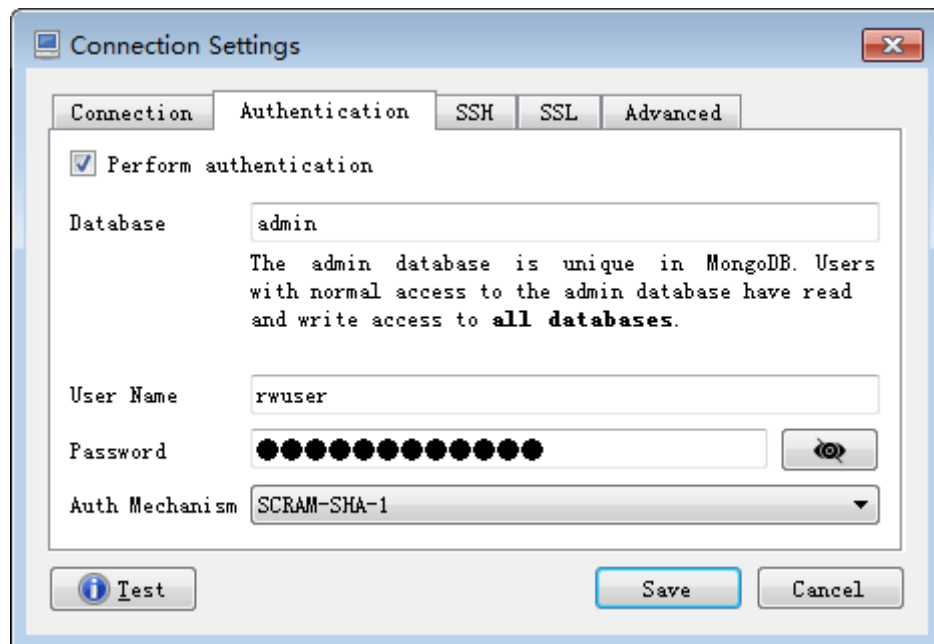 Connection Settings
Connection Authentication SSH SSL Advanced
Perform authentication
Database admin
The admin database is unique in MongoDB. Users
with normal access to the admin database have read
and write access to all databases.
User Name rwuser
Password ●●●●●●●●●●●●
Auth Mechanism SCRAM-SHA-1
Test Save Cancel